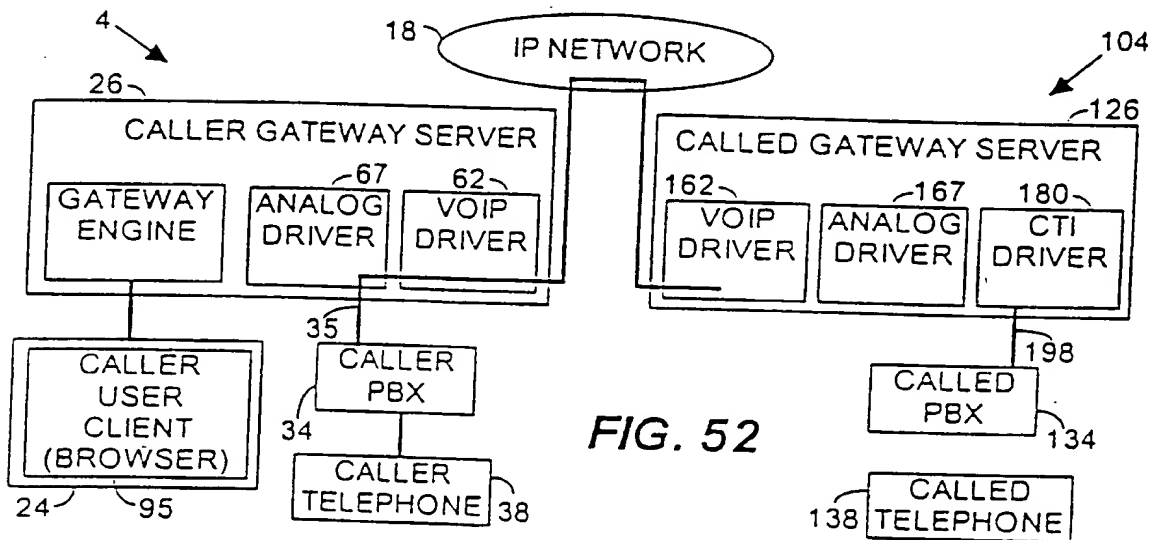 4
18
IP NETWORK
104
26
CALLER GATEWAY SERVER
GATEWAY
ENGINE
67
ANALOG
DRIVER
62
VOIP
DRIVER
126
CALLED GATEWAY SERVER
162
VOIP
DRIVER
167
ANALOG
DRIVER
180
CTI
DRIVER
35
198
CALLER
USER
CLIENT
(BROWSER)
24
95
CALLER
PBX
34
CALLER
TELEPHONE
38
FIG. 52
CALLED
PBX
134
CALLED
TELEPHONE
138